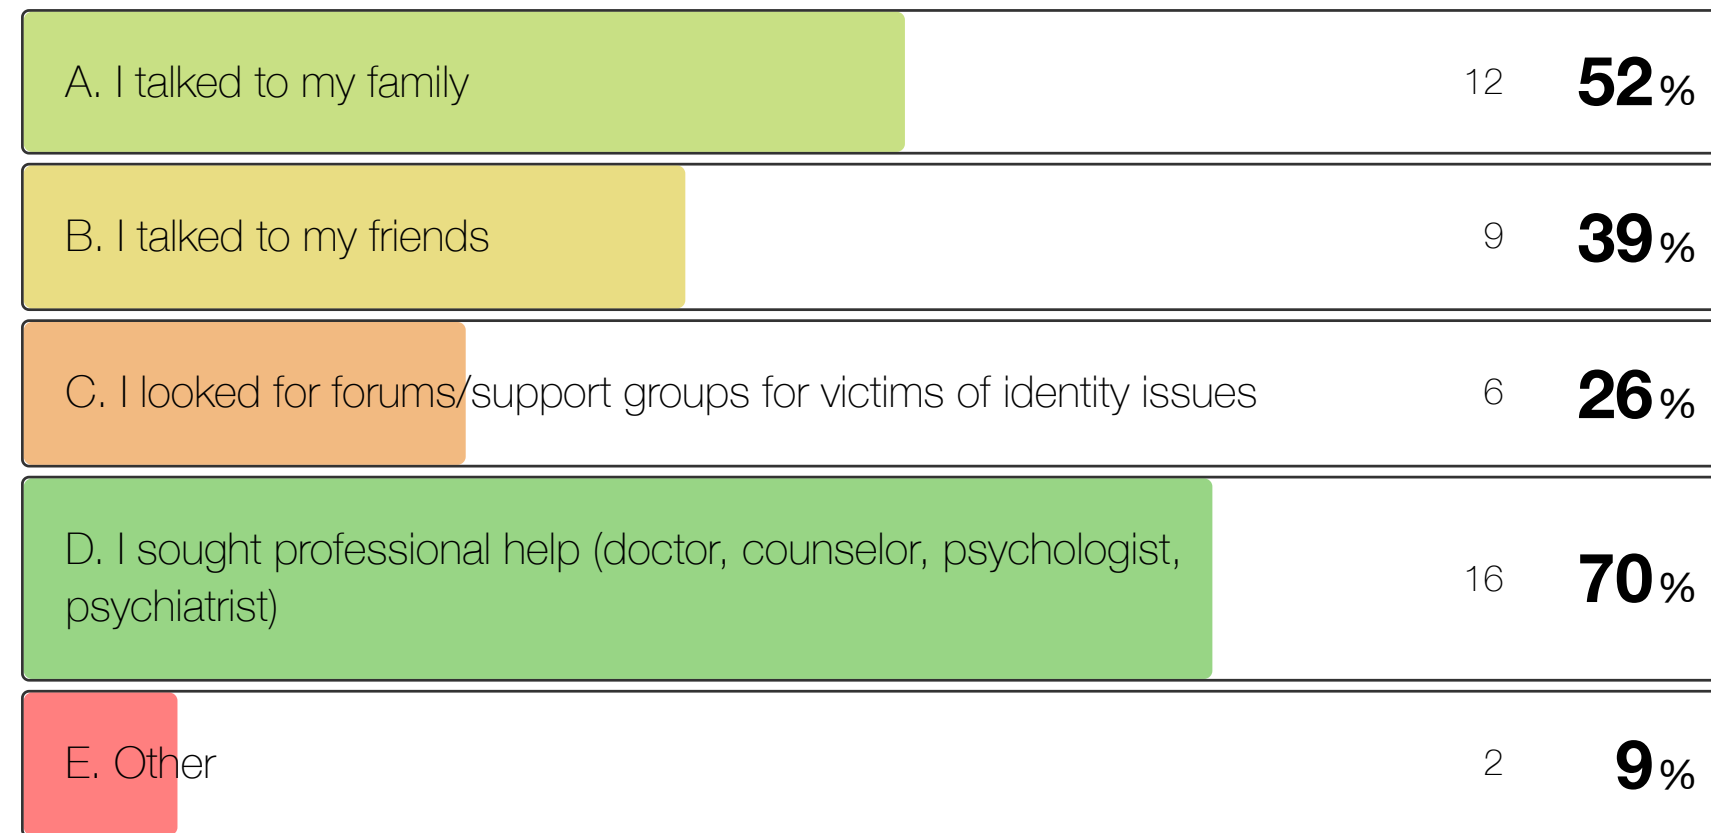 A. I talked to my family 12 52%
B. I talked to my friends 9 39%
C. I looked for forums/support groups for victims of identity issues 6 26%
D. I sought professional help (doctor, counselor, psychologist,
psychiatrist) 16 70%
E. Other 2 9%